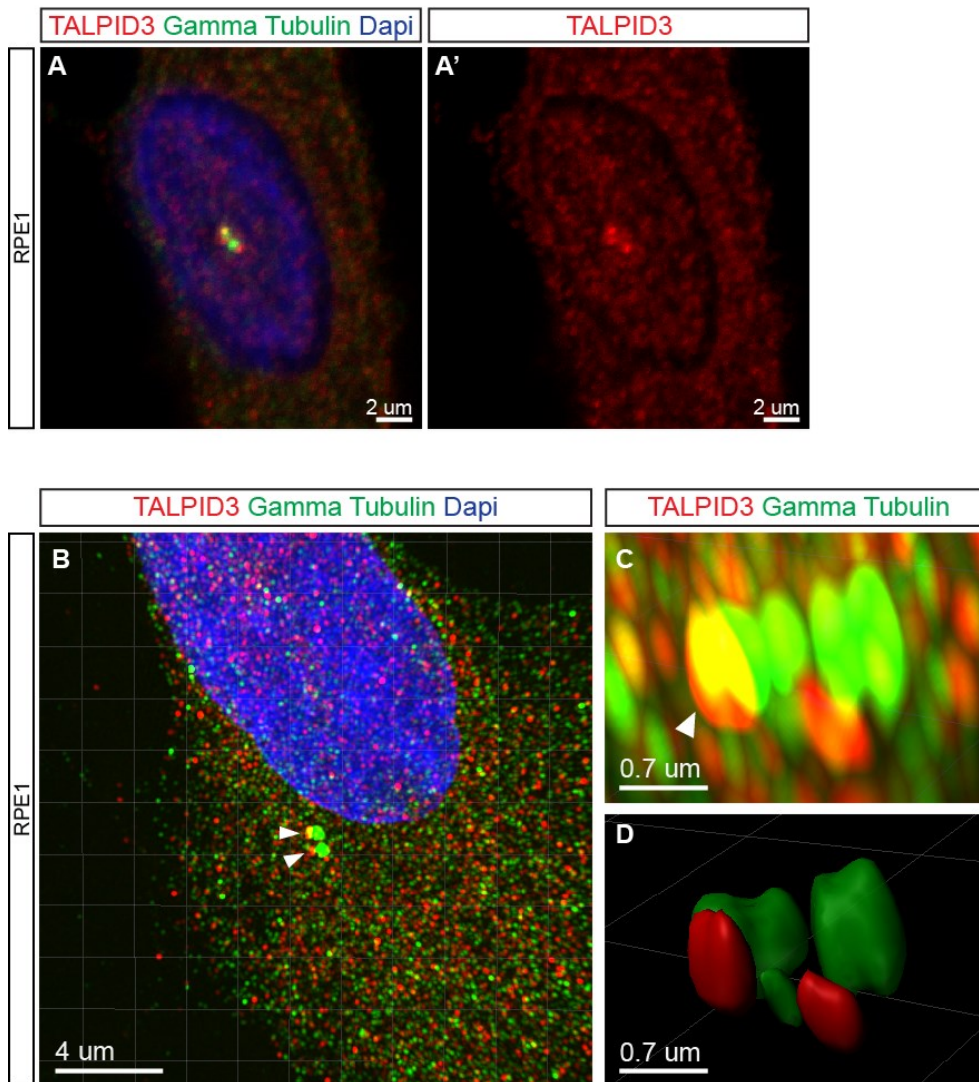 TALPID3 Gamma Tubulin Dapi
TALPID3
A
A'
RPE1
2 um
2 um
TALPID3 Gamma Tubulin Dapi
TALPID3 Gamma Tubulin
B
C
0.7 um
RPE1
D
4 um
0.7 um